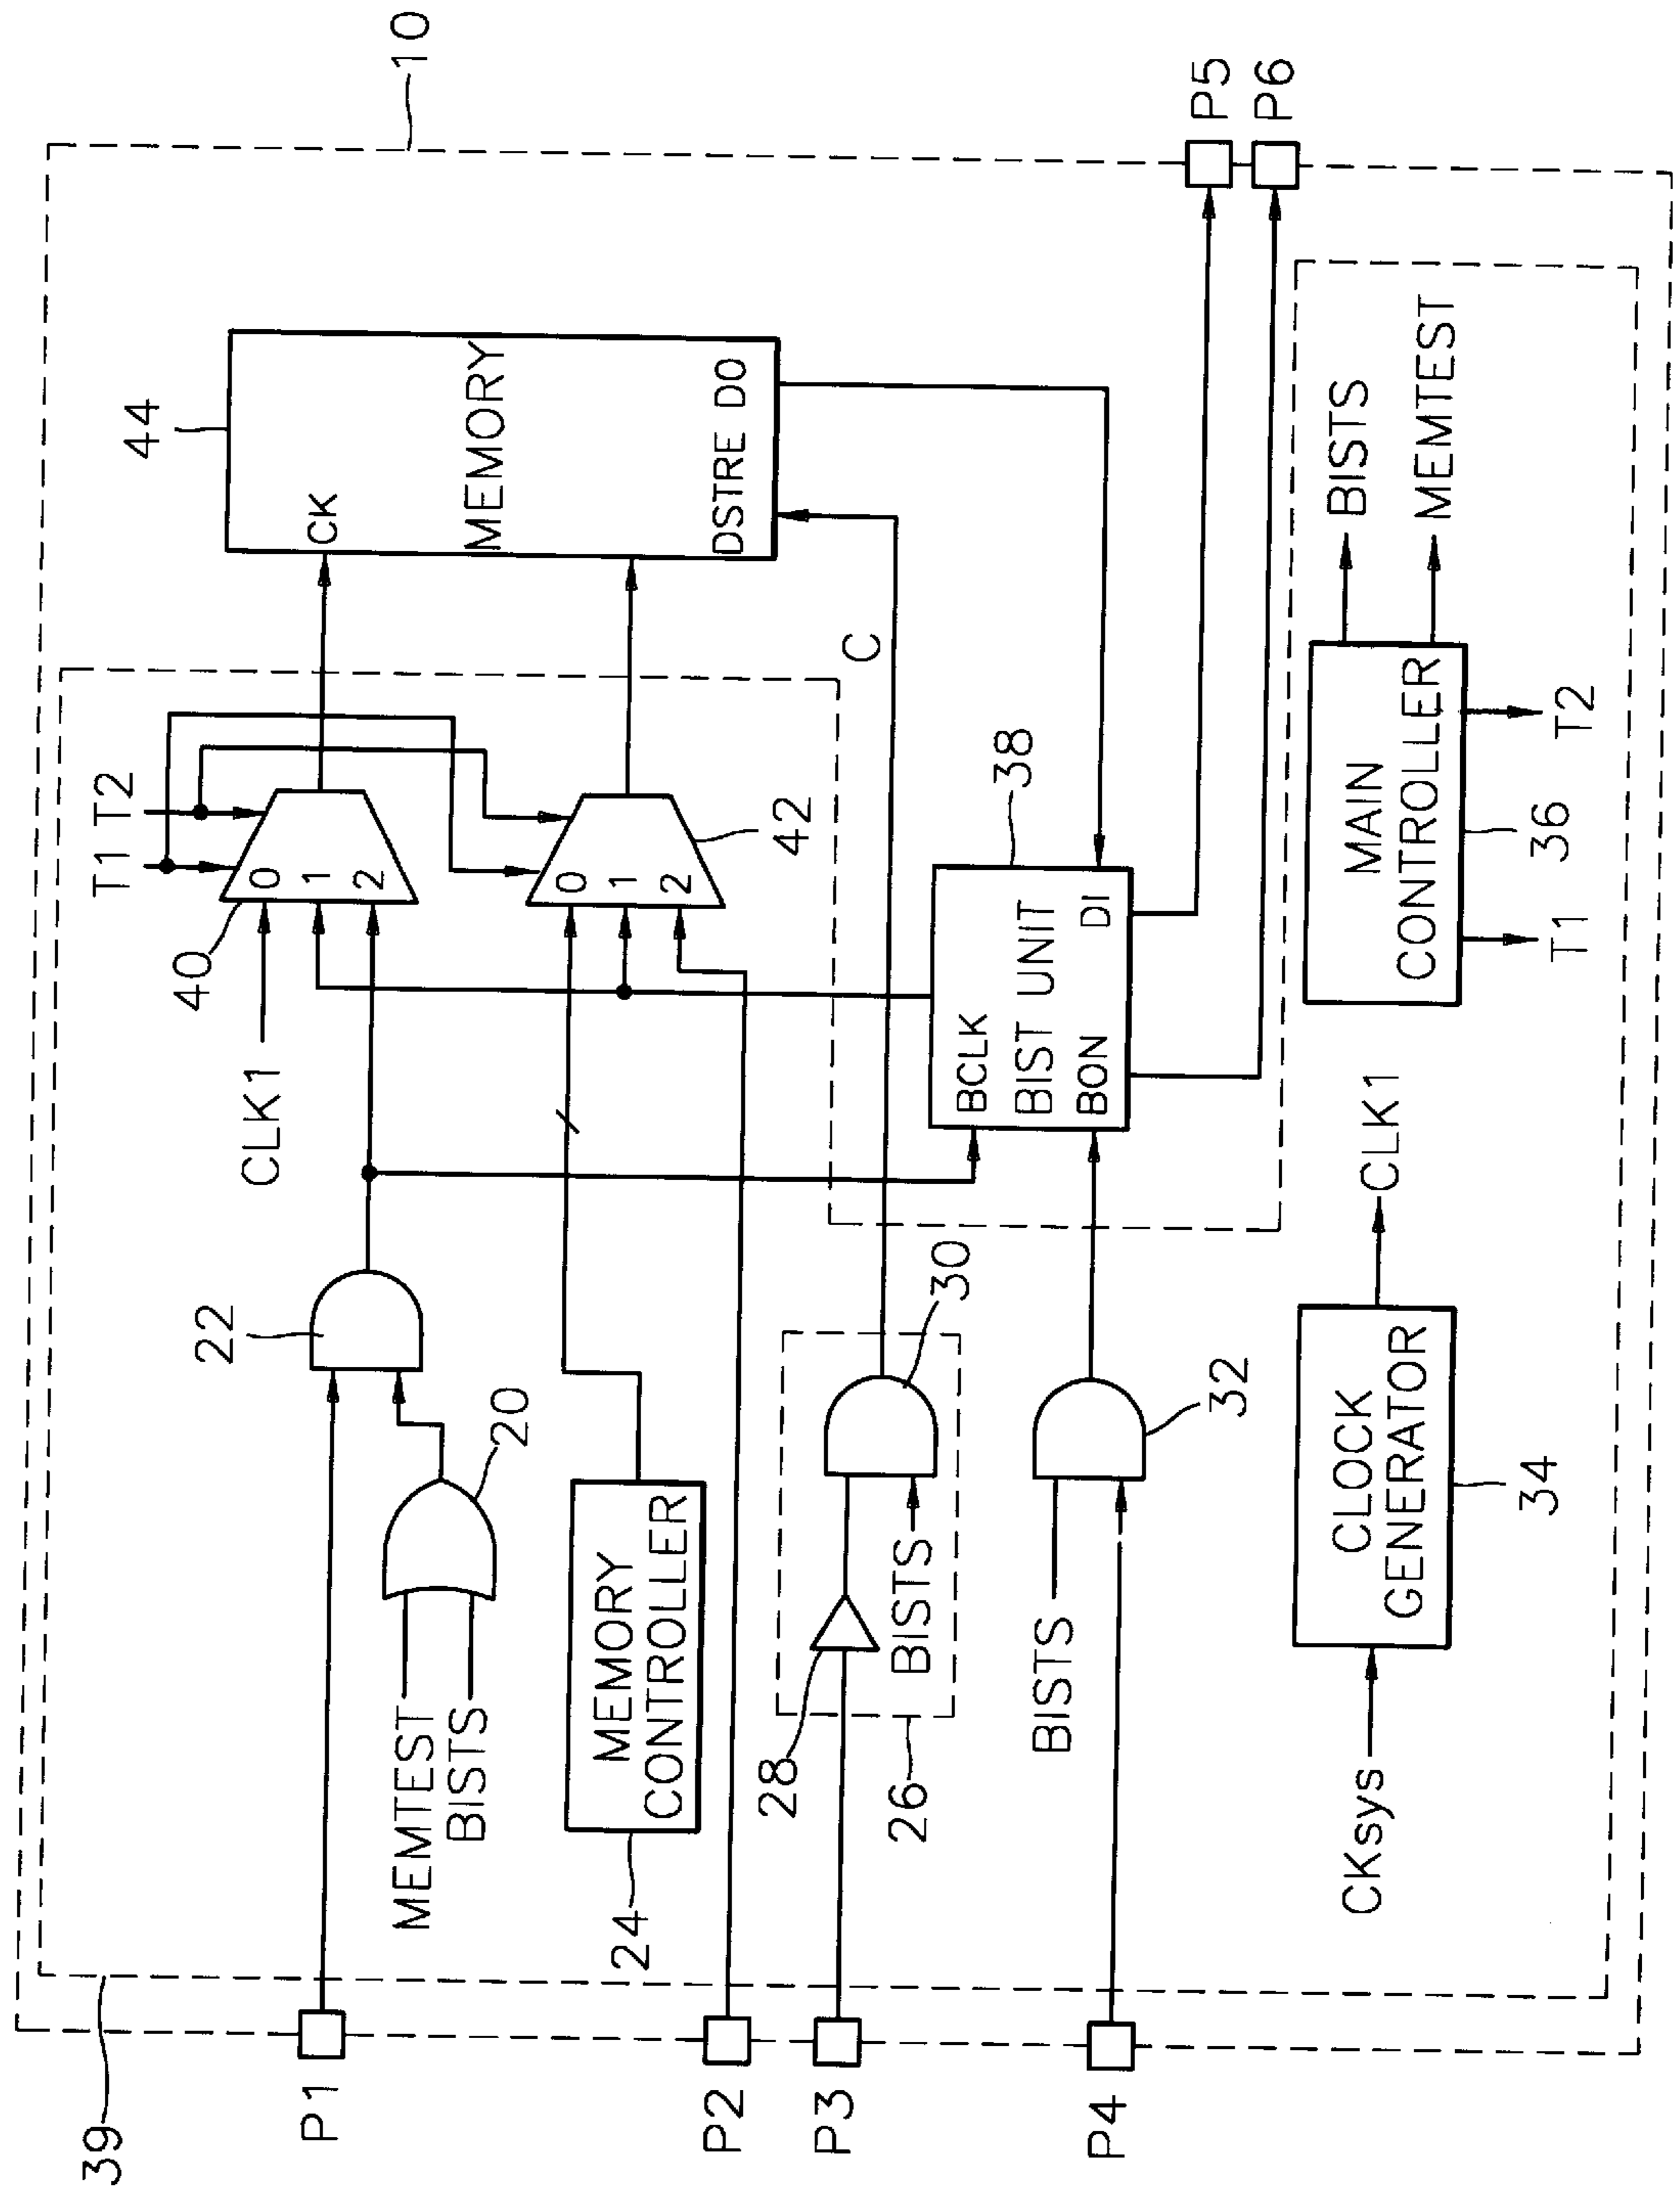 10
39
P1
P2
P3
P4
P5
P6
T1 T2
40
0
1
2
CLK1
44
CK
MEMORY
DSTRE DO
22
20
MEMTEST
BISTS
42
0
1
2
24
MEMORY
CONTROLLER
C
28
30
BISTS
26
38
BCLK
BIST UNIT
BON
DI
BISTS
32
CKsys
CLOCK
GENERATOR
34
CLK1
MAIN
CONTROLLER
36
T1
T2
BISTS
MEMTEST